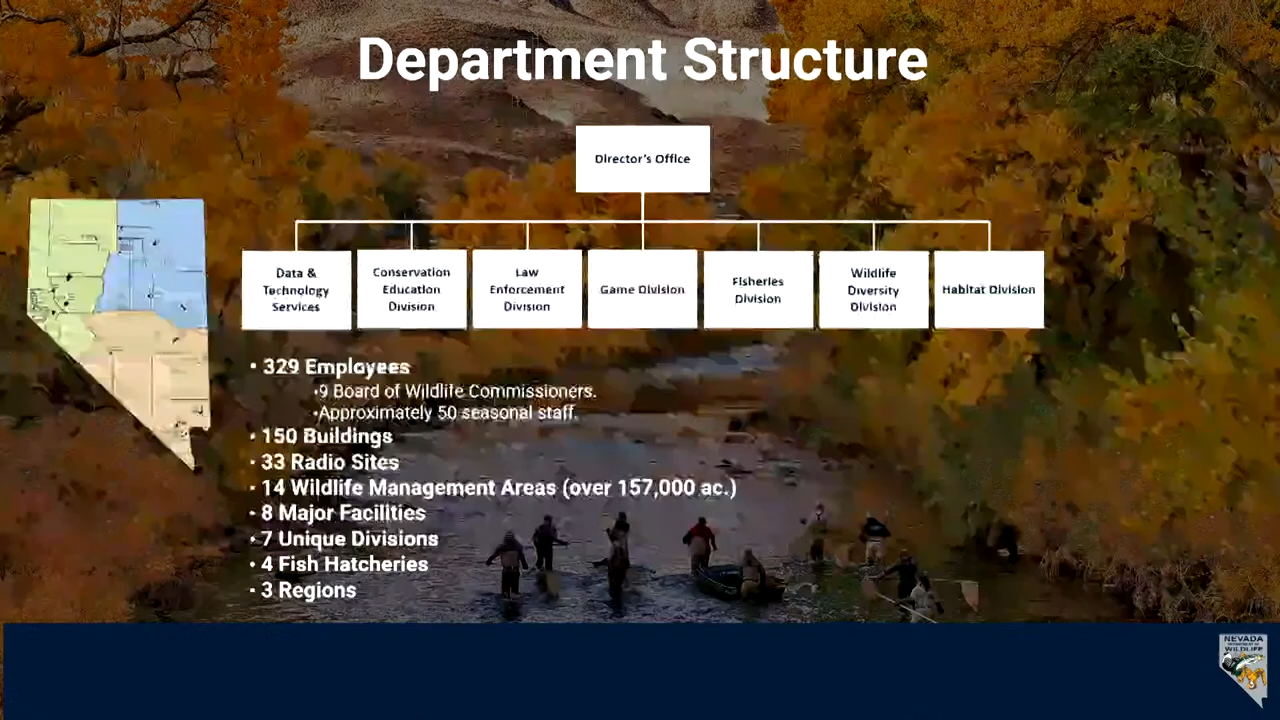 Department Structure
Director's Office
Data &
Technology
Services
Conservation
Education
Division
Law
Enforcement
Division
Game Division
Fisheries
Division
Wildlife
Diversity
Division
Habitat Division
• 329 Employees
•9 Board of Wildlife Commissioners.
•Approximately 50 seasonal staff.
• 150 Buildings
• 33 Radio Sites
• 14 Wildlife Management Areas (over 157,000 ac.)
• 8 Major Facilities
• 7 Unique Divisions
• 4 Fish Hatcheries
• 3 Regions
NEVADA
DEPARTMENT OF
WILDLIFE